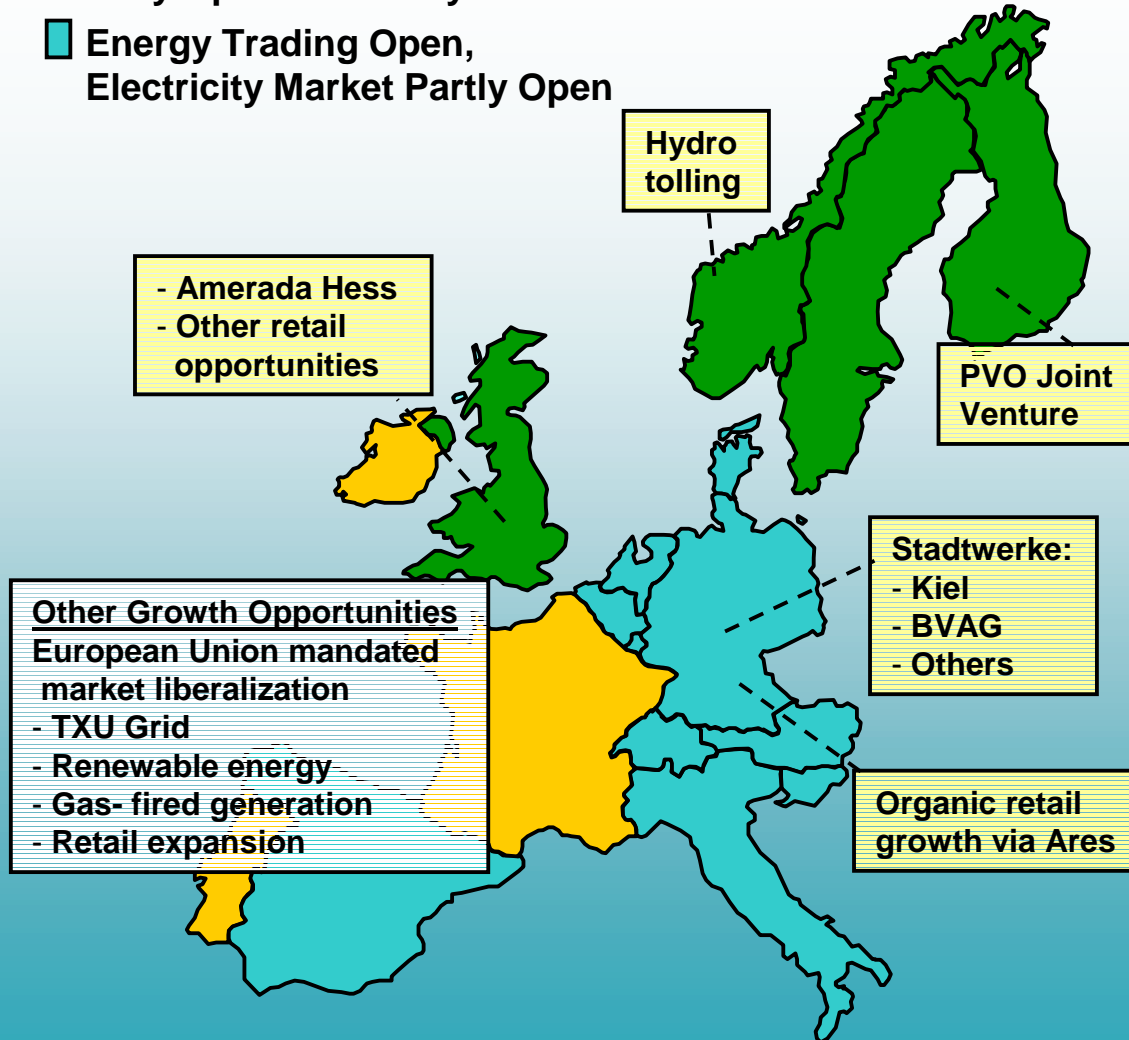 Energy Trading Open,
Electricity Market Partly Open
Hydro
tolling
- Amerada Hess
- Other retail
opportunities
PVO Joint
Venture
Stadtwerke:
- Kiel
- BVAG
- Others
Other Growth Opportunities
European Union mandated
market liberalization
- TXU Grid
- Renewable energy
- Gas- fired generation
- Retail expansion
Organic retail
growth via Ares